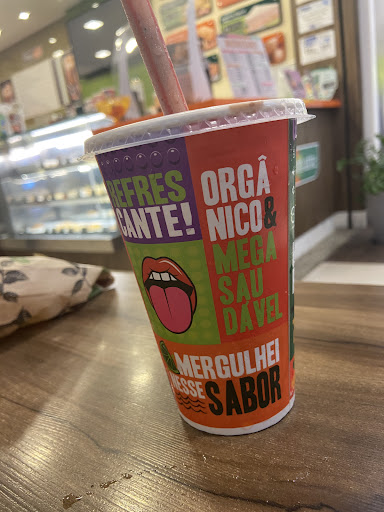 REFRES
CANTE!
ORGÂ
NICO&
MEGA
SAU
DÁVEL
MERGULHEI
NESSE
SABOR